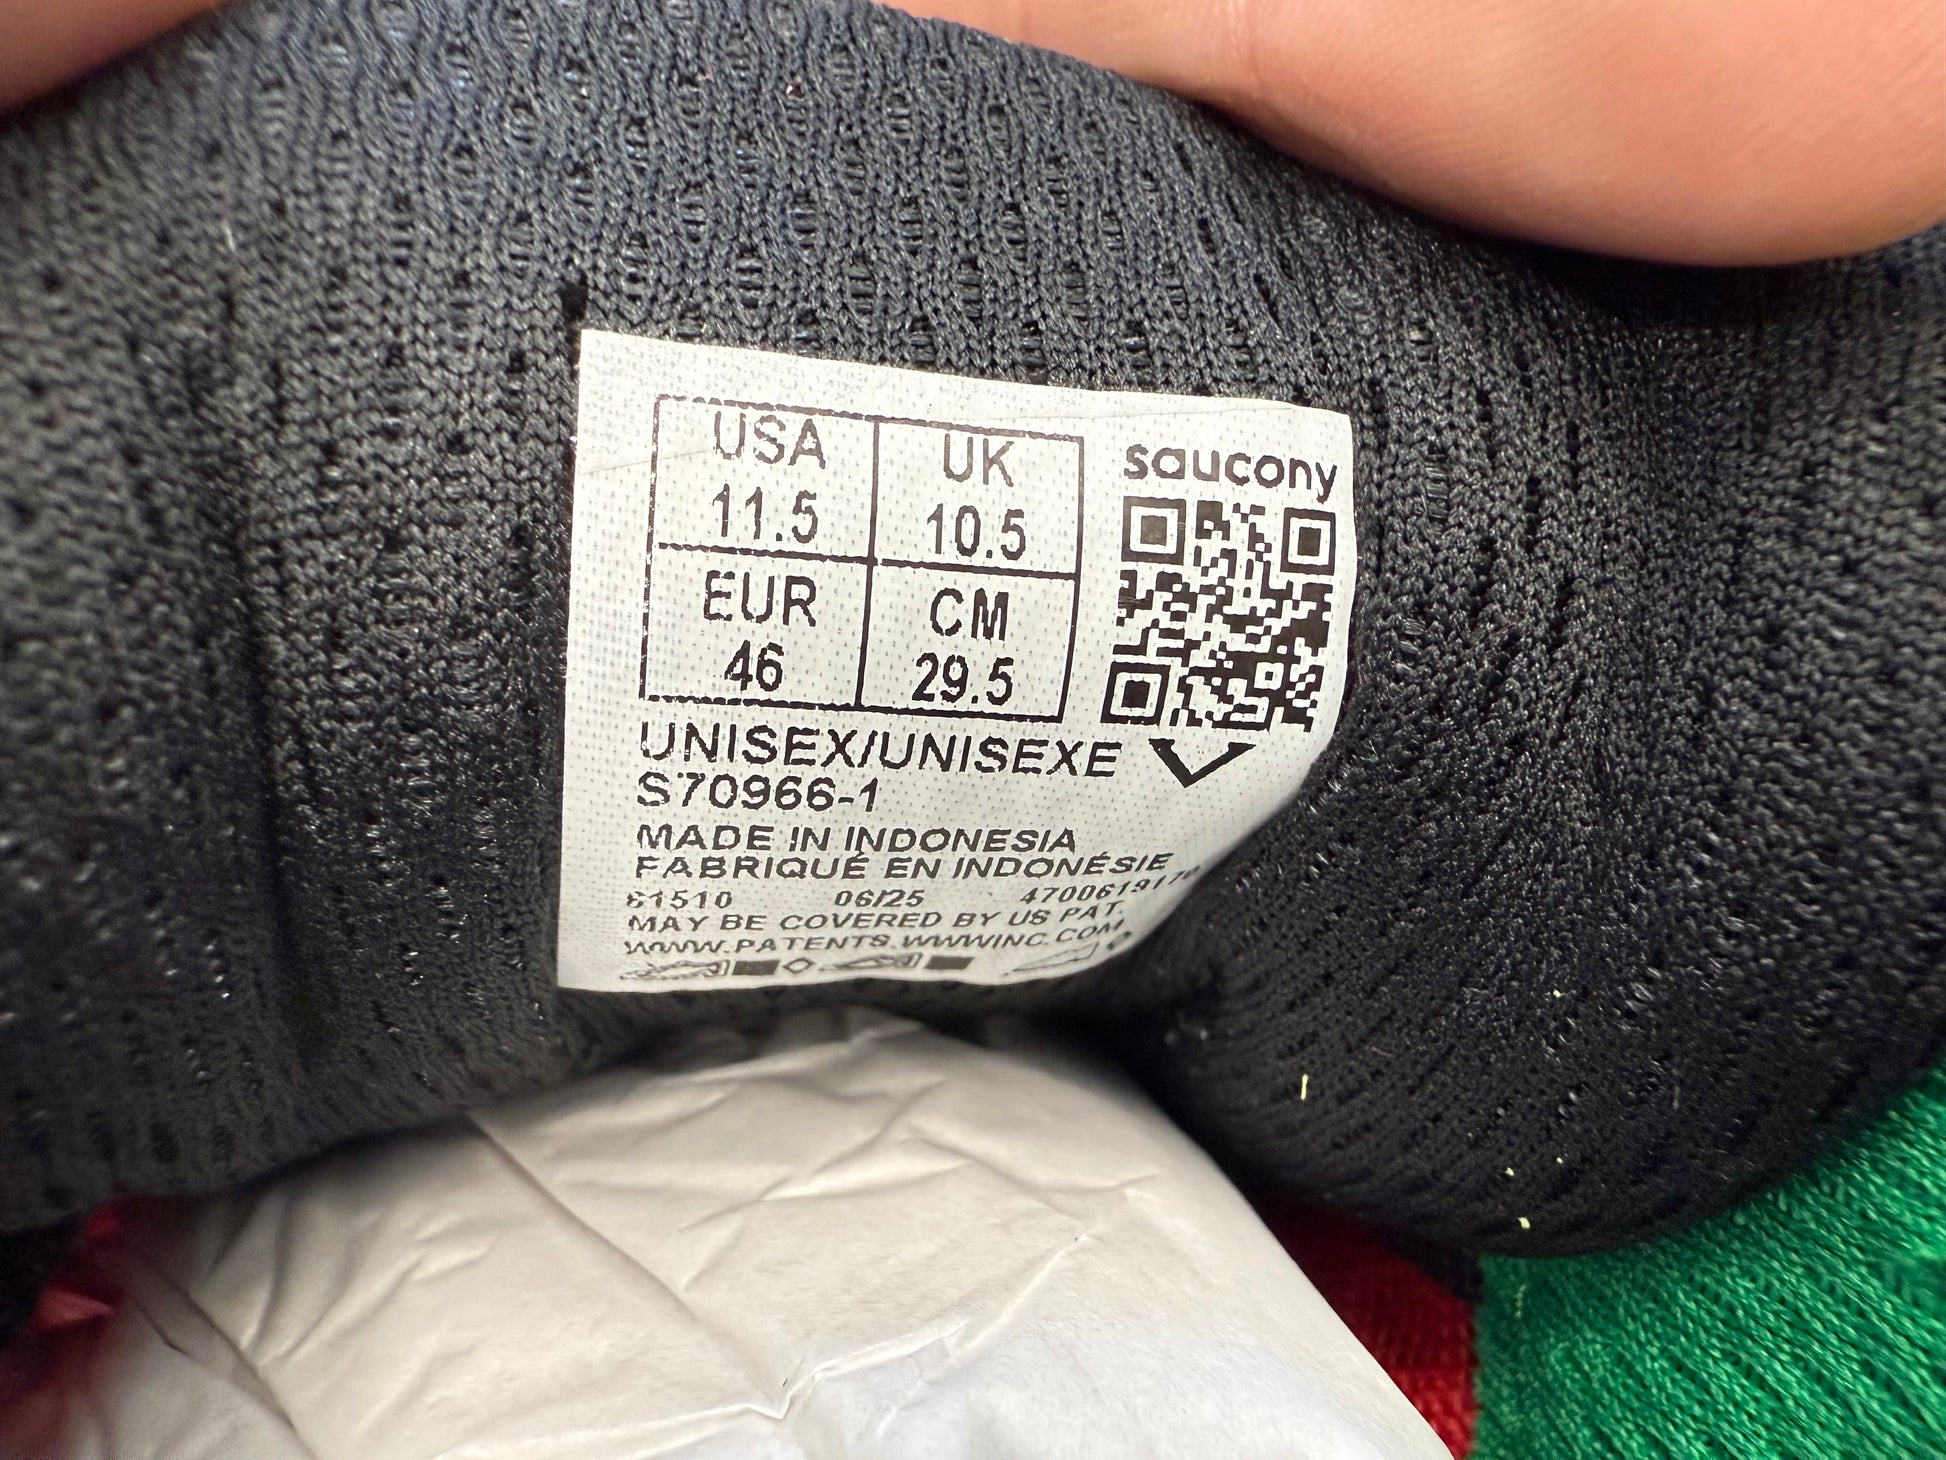 USA
11.5
UK
10.5
EUR
46
CM
29.5
saucony
UNISEX/UNISEXE
S70966-1
MADE IN INDONESIA
FABRIQUÉ EN INDONÉSIE
61510 06/25
MAY BE COVERED BY US PAT.
WWW.PATENTS.WWWINC.COM